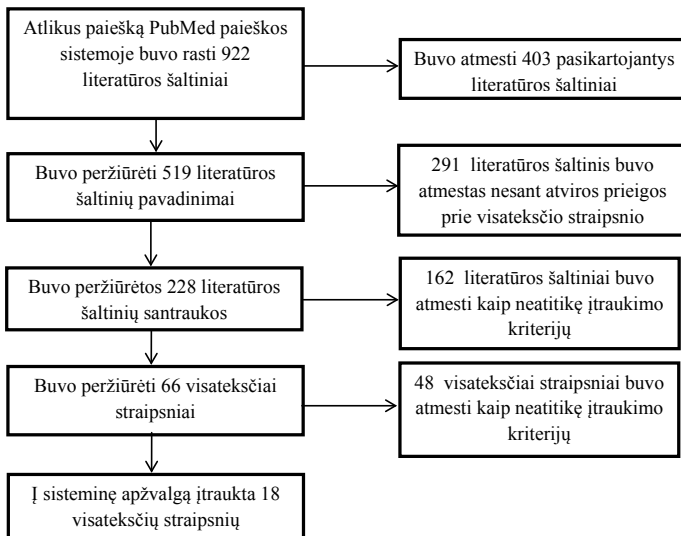 Atlikus paiešką PubMed paieškos
sistemoje buvo rasti 922
literatūros šaltiniai
Buvo atmesti 403 pasikartojantys
literatūros šaltiniai
Buvo peržiūrėti 519 literatūros
šaltinių pavadinimai
291 literatūros šaltinis buvo
atmestas nesant atviros prieigos
prie visateksčio straipsnio
Buvo peržiūrėtos 228 literatūros
šaltinių santraukos
162 literatūros šaltiniai buvo
atmesti kaip neatitikę įtraukimo
kriterijų
Buvo peržiūrėti 66 visateksčiai
straipsniai
48 visateksčiai straipsniai buvo
atmesti kaip neatitikę įtraukimo
kriterijų
Į sisteminę apžvalgą įtraukta 18
visateksčių straipsnių